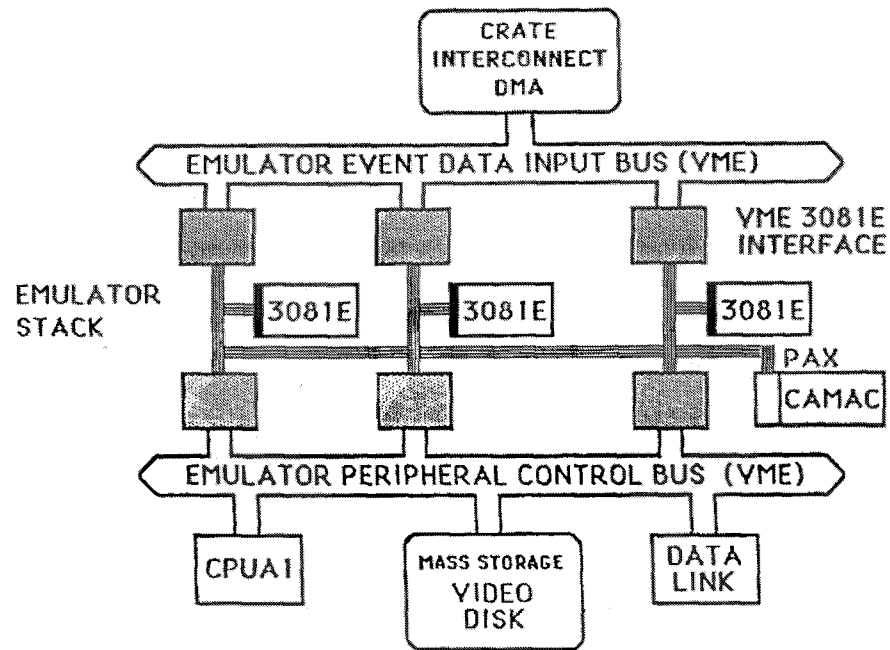 CRATE
INTERCONNECT
DMA
EMULATOR EVENT DATA INPUT BUS (VME)
VME 3081E
INTERFACE
EMULATOR
STACK
3081E
3081E
3081E
PAX
CAMAC
EMULATOR PERIPHERAL CONTROL BUS (VME)
CPUA1
MASS STORAGE
VIDEO
DISK
DATA
LINK